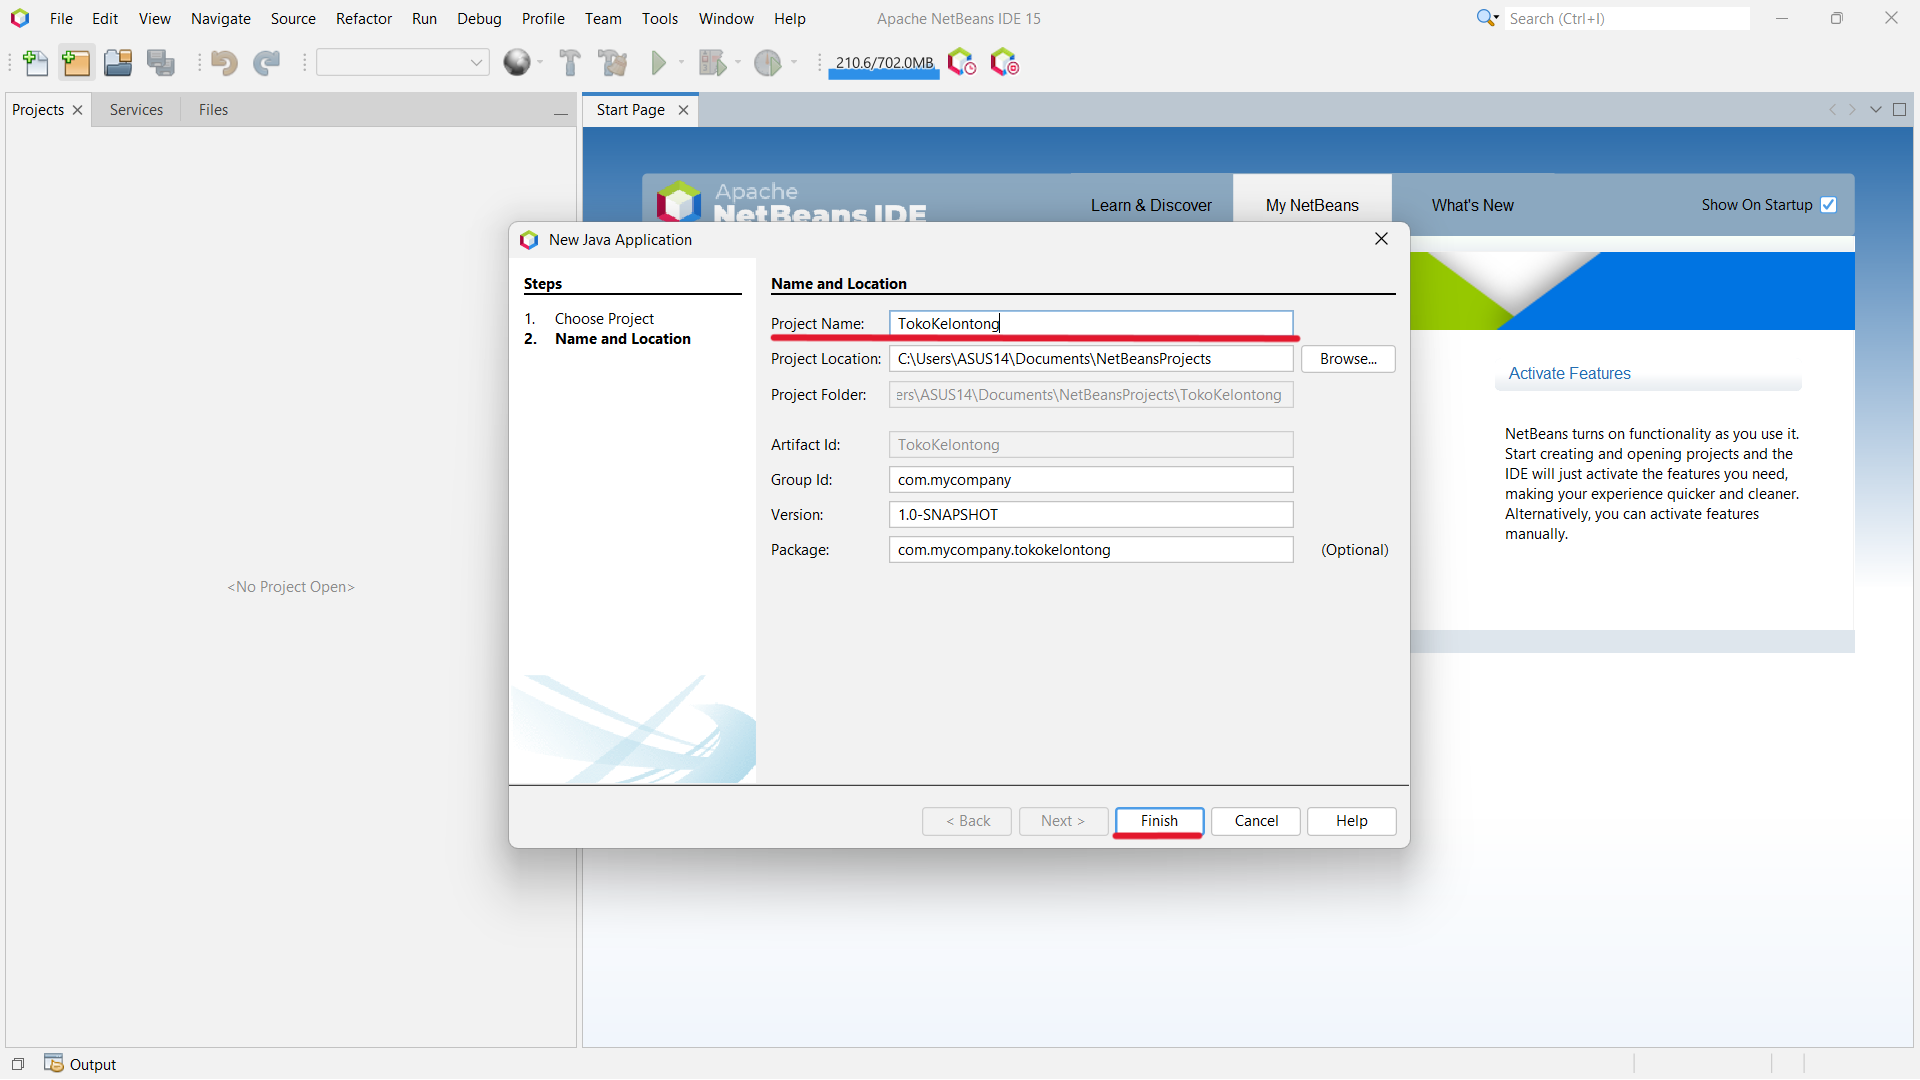 File Edit View Navigate Source Refactor Run Debug Profile Team Tools Window Help Apache NetBeans IDE 15 Search (Ctrl+I)
210.6/702.0MB
Projects Services Files Start Page
Apache
NetBeans IDE
Learn & Discover My NetBeans What's New Show On Startup
New Java Application
Steps
1. Choose Project
2. Name and Location
Name and Location
Project Name: TokoKelontong
Project Location: C:\Users\ASUS14\Documents\NetBeansProjects Browse...
Project Folder: ers\ASUS14\Documents\NetBeansProjects\TokoKelontong
Artifact Id: TokoKelontong
Group Id: com.mycompany
Version: 1.0-SNAPSHOT
Package: com.mycompany.tokokelontong (Optional)
< Back Next > Finish Cancel Help
Activate Features
NetBeans turns on functionality as you use it.
Start creating and opening projects and the
IDE will just activate the features you need,
making your experience quicker and cleaner.
Alternatively, you can activate features
manually.
<No Project Open>
Output